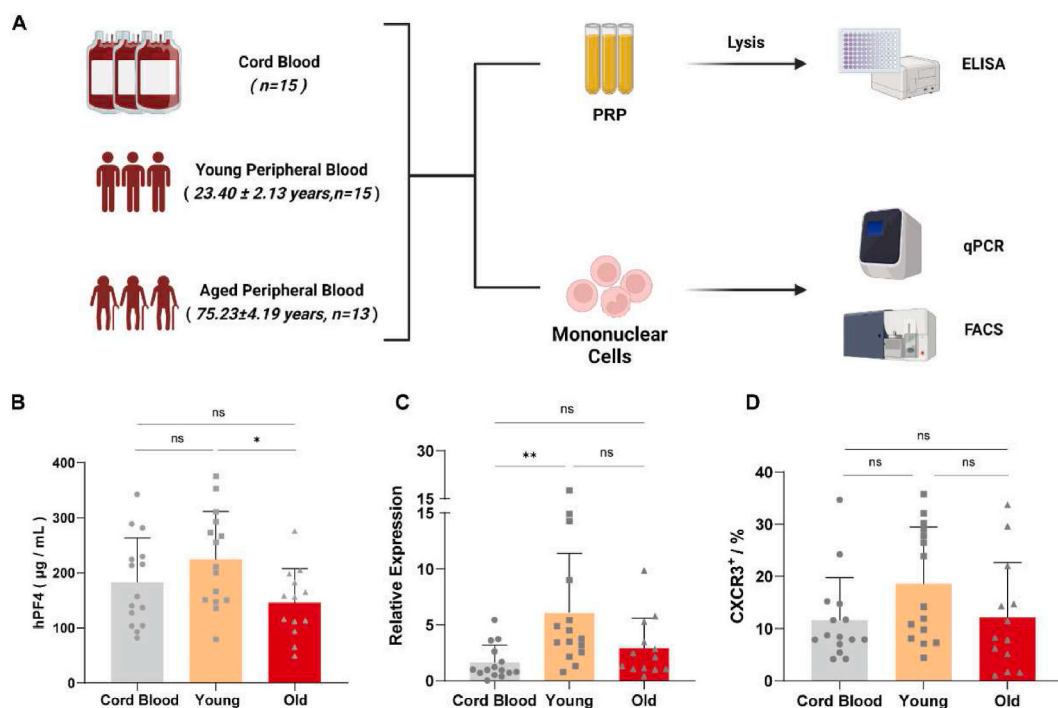 A
Cord Blood
( n=15 )
Young Peripheral Blood
( 23.40 ± 2.13 years,n=15 )
Aged Peripheral Blood
( 75.23±4.19 years, n=13 )
PRP
Lysis
ELISA
Mononuclear
Cells
qPCR
FACS
B
ns
ns
*
hPF4 ( µg / mL )
400
300
200
100
0
Cord Blood
Young
Old
C
ns
**
ns
Relative Expression
30
15
15
10
5
0
Cord Blood
Young
Old
D
ns
ns
ns
CXCR3+ / %
40
30
20
10
0
Cord Blood
Young
Old